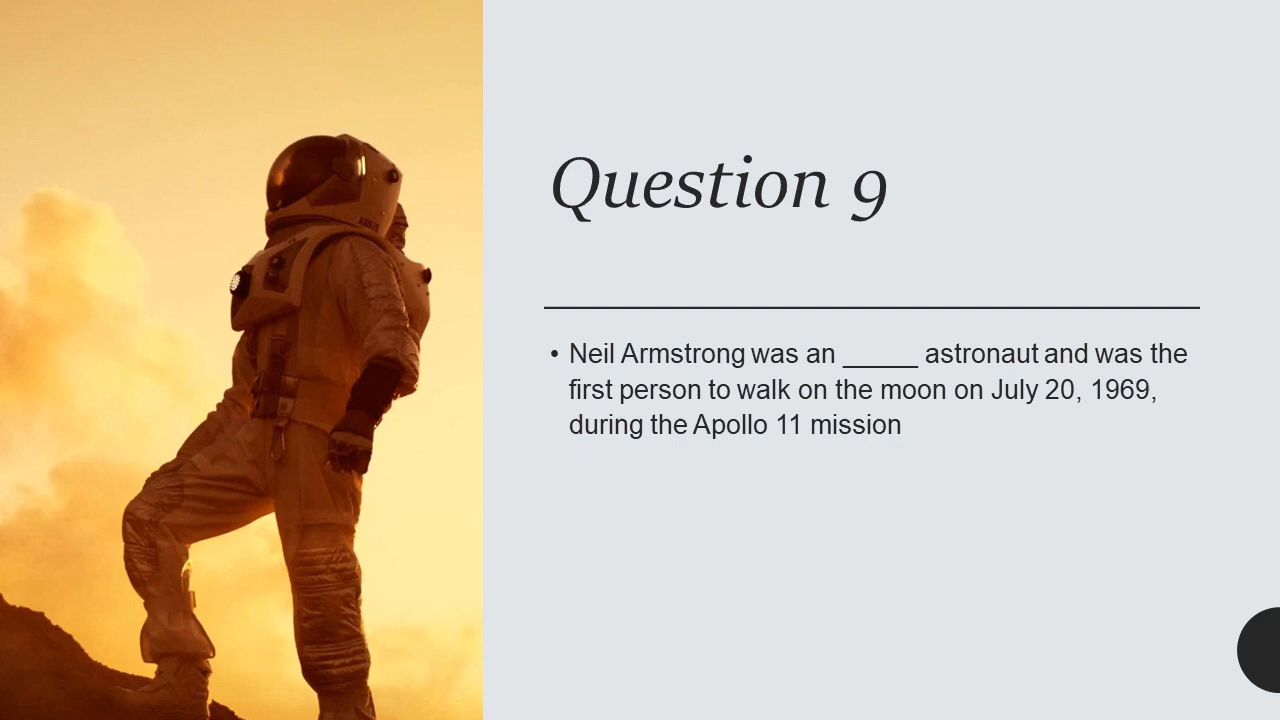 Question 9
• Neil Armstrong was an _____ astronaut and was the
first person to walk on the moon on July 20, 1969,
during the Apollo 11 mission